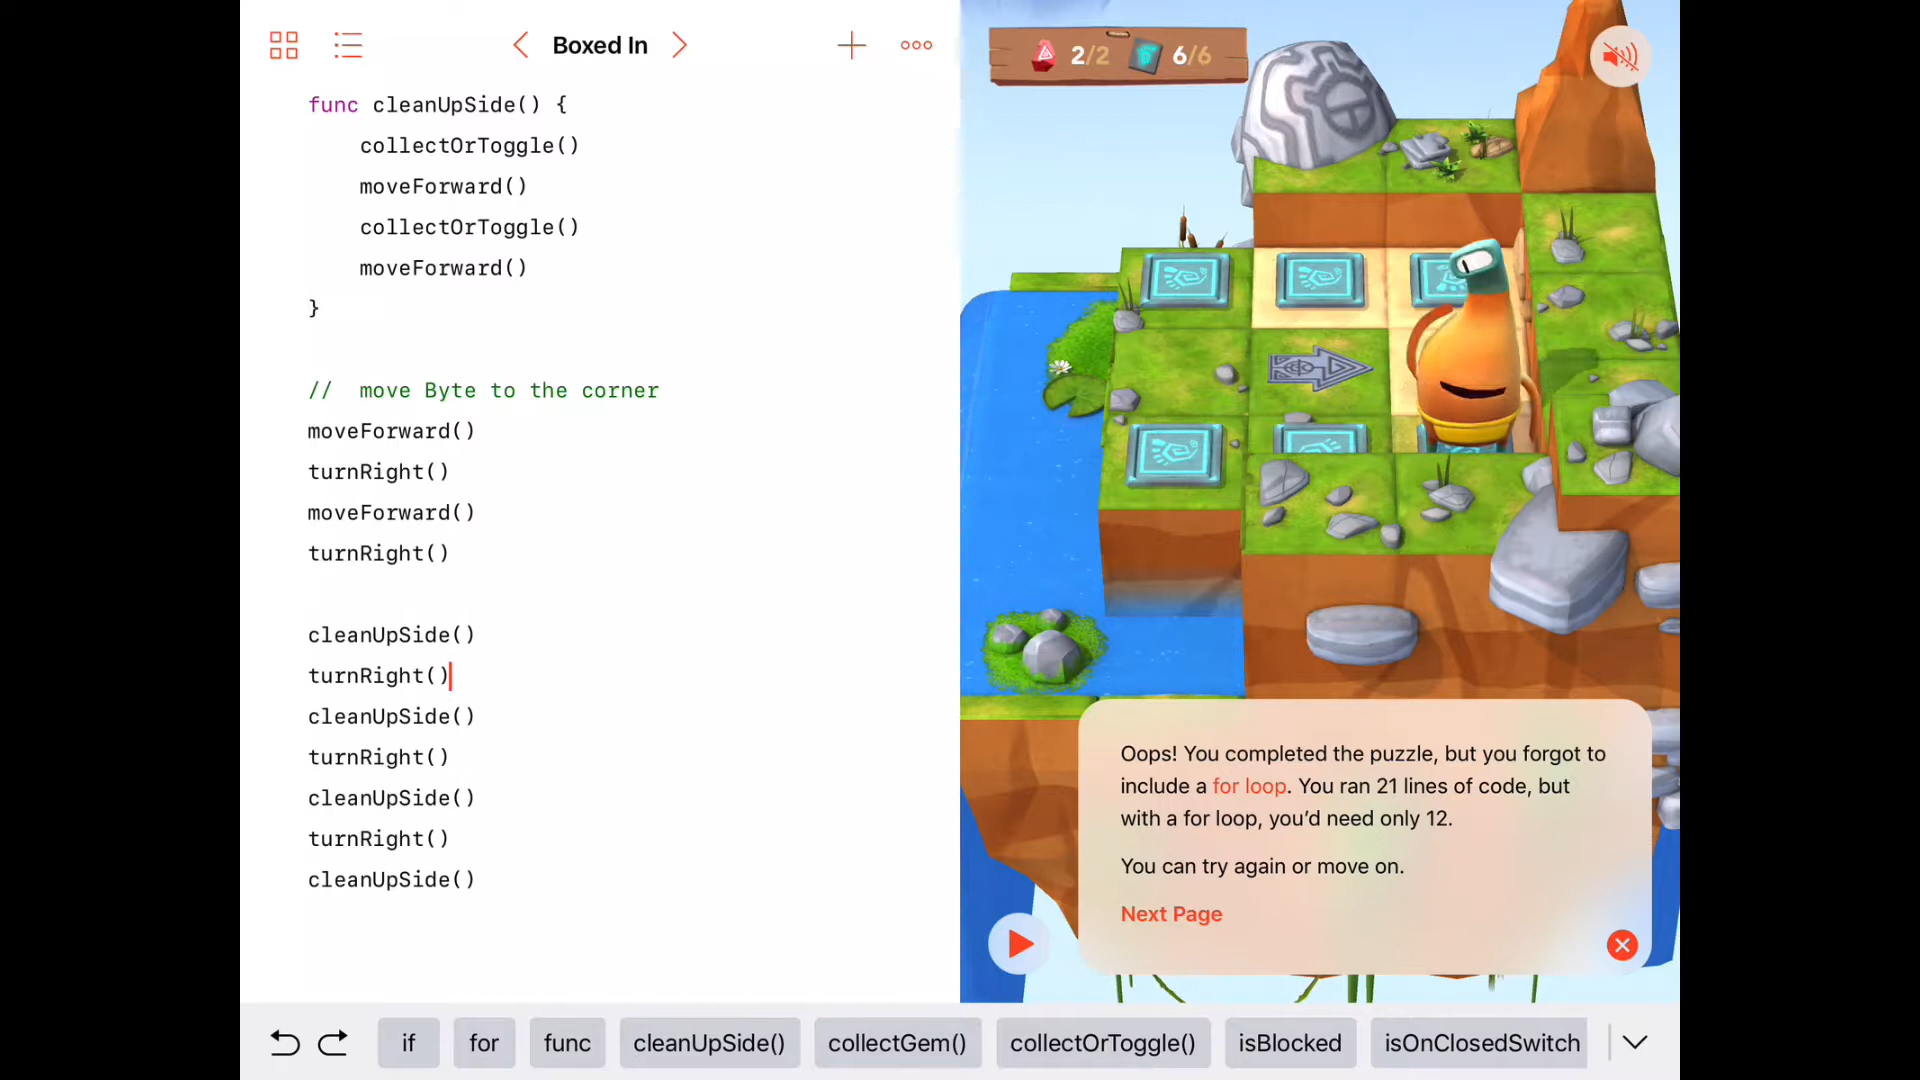 Boxed In
func cleanUpSide() {
collectOrToggle()
moveForward()
collectOrToggle()
moveForward()
}
// move Byte to the corner
moveForward()
turnRight()
moveForward()
turnRight()
cleanUpSide()
turnRight()
cleanUpSide()
turnRight()
cleanUpSide()
turnRight()
cleanUpSide()
2/2 6/6
Oops! You completed the puzzle, but you forgot to
include a for loop. You ran 21 lines of code, but
with a for loop, you’d need only 12.
You can try again or move on.
Next Page
if for func cleanUpSide() collectGem() collectOrToggle() isBlocked isOnClosedSwitch